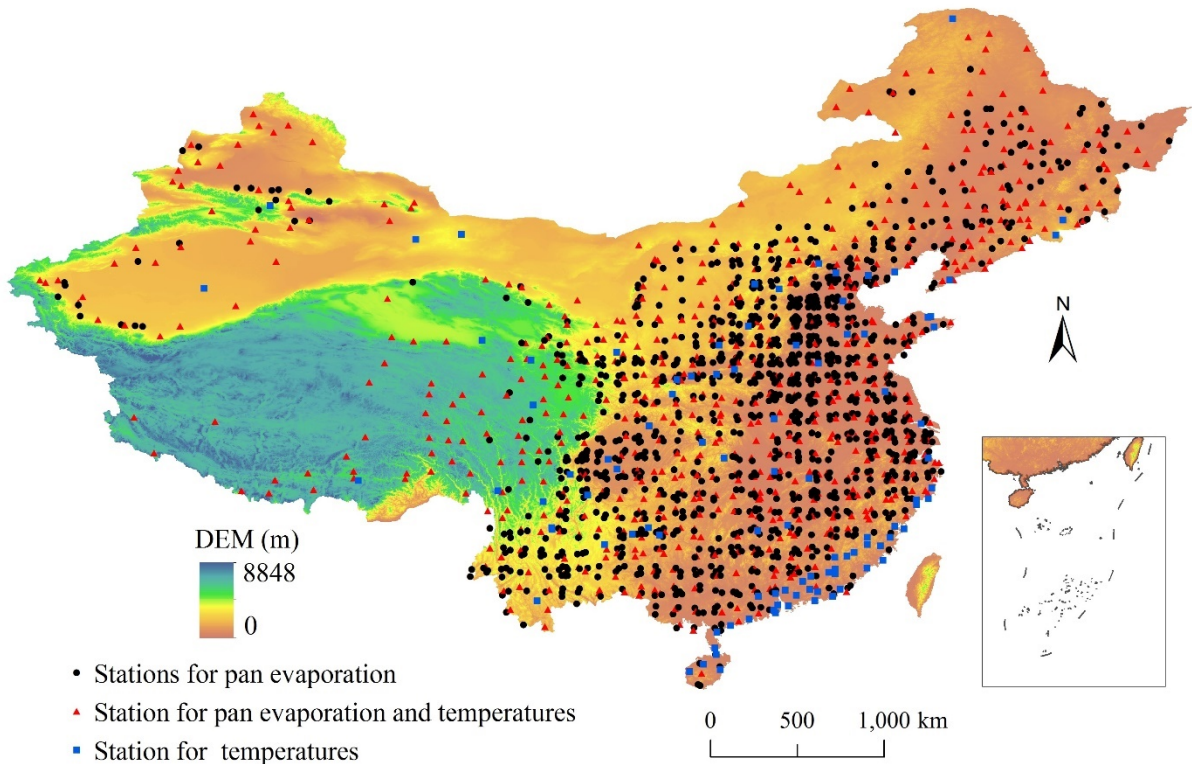 N
DEM (m)
8848
0
Stations for pan evaporation
Station for pan evaporation and temperatures
Station for temperatures
0 500 1,000 km